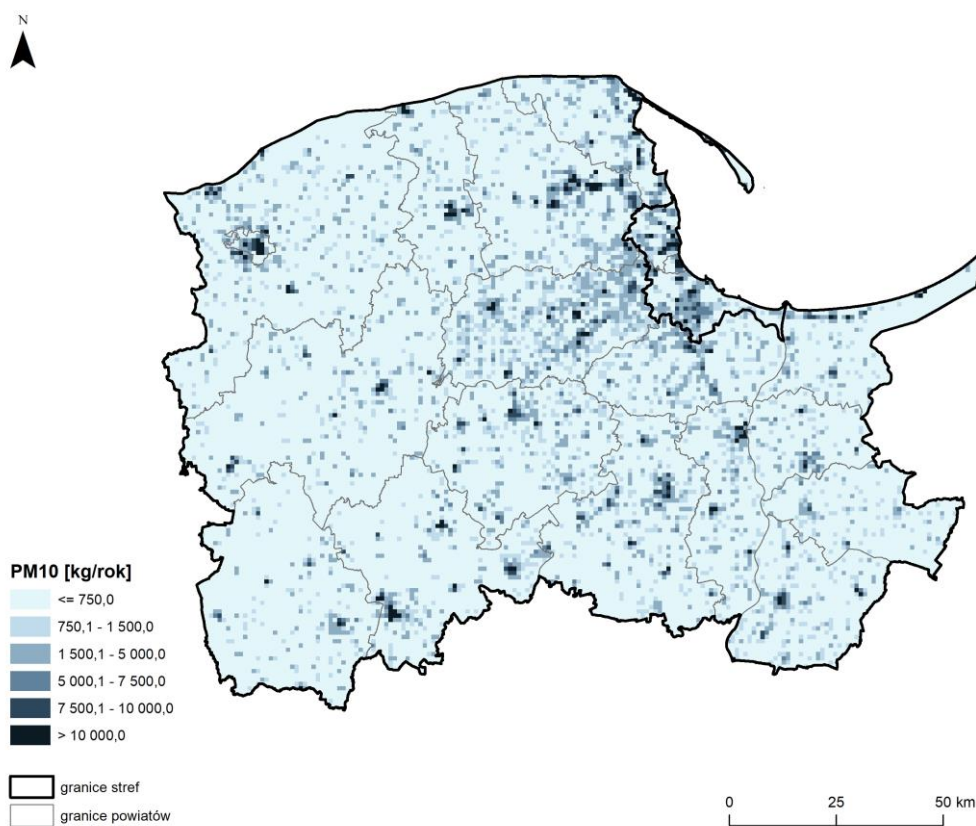 N
PM10 [kg/rok]
<= 750,0
750,1 - 1 500,0
1 500,1 - 5 000,0
5 000,1 - 7 500,0
7 500,1 - 10 000,0
> 10 000,0
granice stref
granice powiatów
0 25 50 km